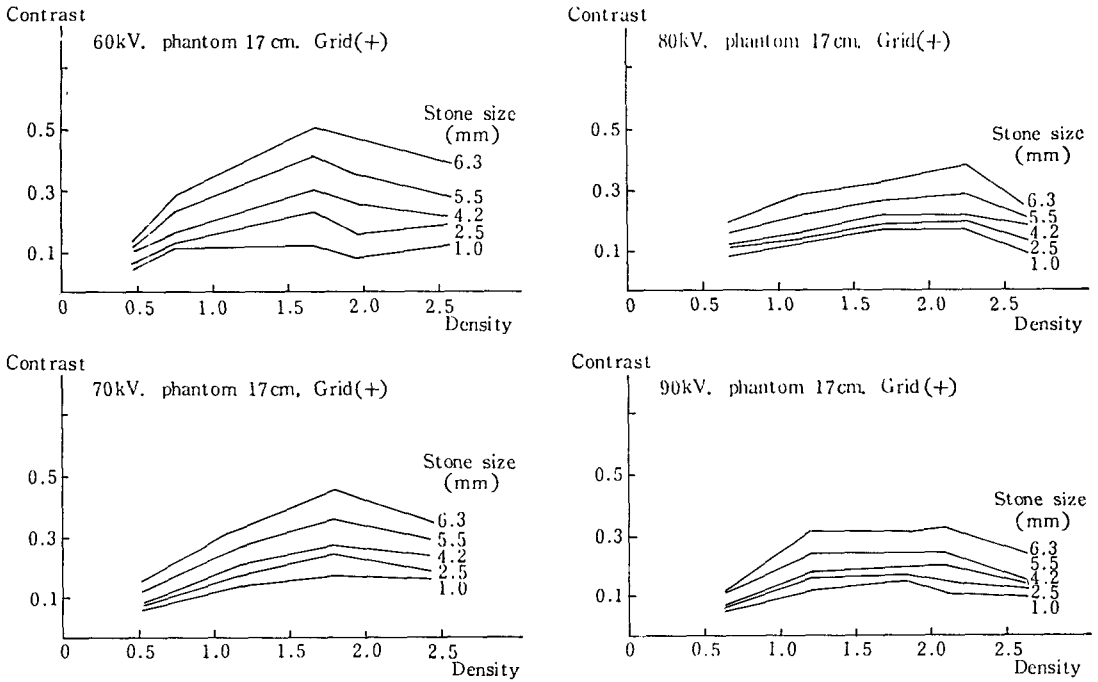 Contrast
60kV. phantom 17 cm. Grid(+)
0.5
0.3
0.1
Stone size
(mm)
6.3
5.5
4.2
2.5
1.0
0 0.5 1.0 1.5 2.0 2.5
Density
Contrast
80kV. phantom 17cm. Grid(+)
0.5
0.3
0.1
Stone size
(mm)
6.3
5.5
4.2
2.5
1.0
0 0.5 1.0 1.5 2.0 2.5
Density
Contrast
70kV. phantom 17cm, Grid(+)
0.5
0.3
0.1
Stone size
(mm)
6.3
5.5
4.2
2.5
1.0
0 0.5 1.0 1.5 2.0 2.5
Density
Contrast
90kV. phantom 17cm. Grid(+)
0.5
0.3
0.1
Stone size
(mm)
6.3
5.5
4.2
2.5
1.0
0 0.5 1.0 1.5 2.0 2.5
Density